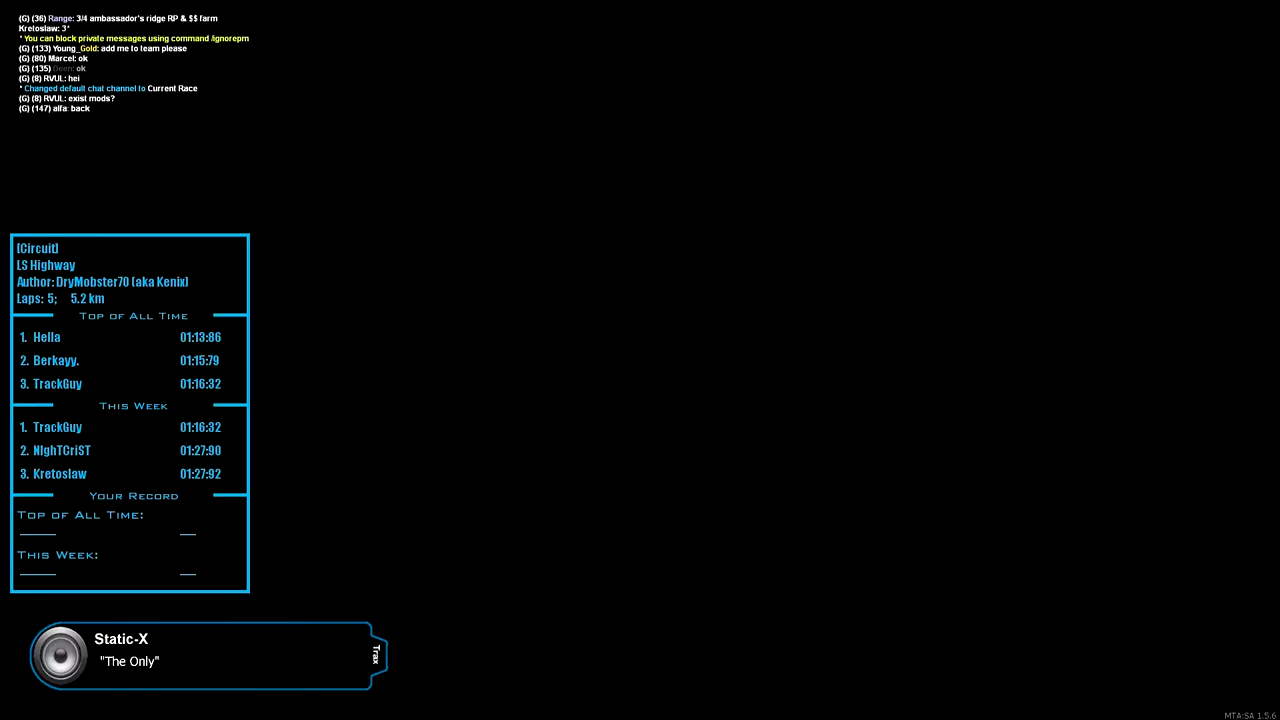 (G) (36) Range: 3/4 ambassador's ridge RP & $$ farm
Kretoslaw: 3*
* You can block private messages using command /ignorepm
(G) (133) Young_Gold: add me to team please
(G) (80) Marcel: ok
(G) (135) Deen: ok
(G) (8) RVUL: hei
* Changed default chat channel to Current Race
(G) (8) RVUL: exist mods?
(G) (147) alfa: back
[Circuit]
LS Highway
Author: DryMobster70 (aka Kenix)
Laps: 5; 5.2 km
Top of All Time
1. Hella 01:13:86
2. Berkayy. 01:15:79
3. TrackGuy 01:16:32
This Week
1. TrackGuy 01:16:32
2. NIghTCriST 01:27:90
3. Kretoslaw 01:27:92
Your Record
Top of All Time:
This Week:
Static-X
"The Only"
Trax
MTA:SA 1.5.6